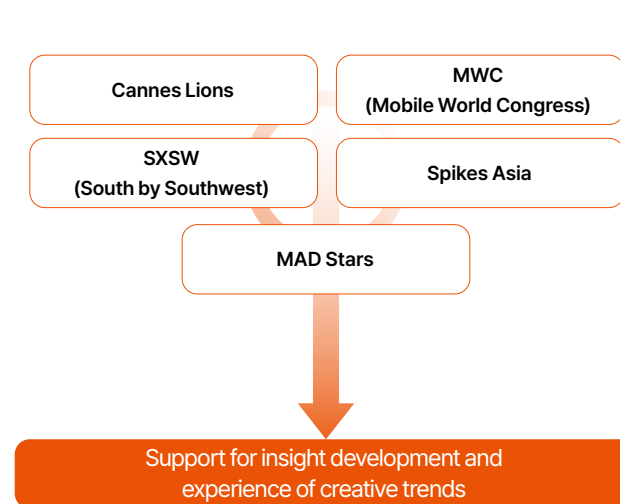 Cannes Lions
MWC
(Mobile World Congress)
SXSW
(South by Southwest)
Spikes Asia
MAD Stars
Support for insight development and
experience of creative trends